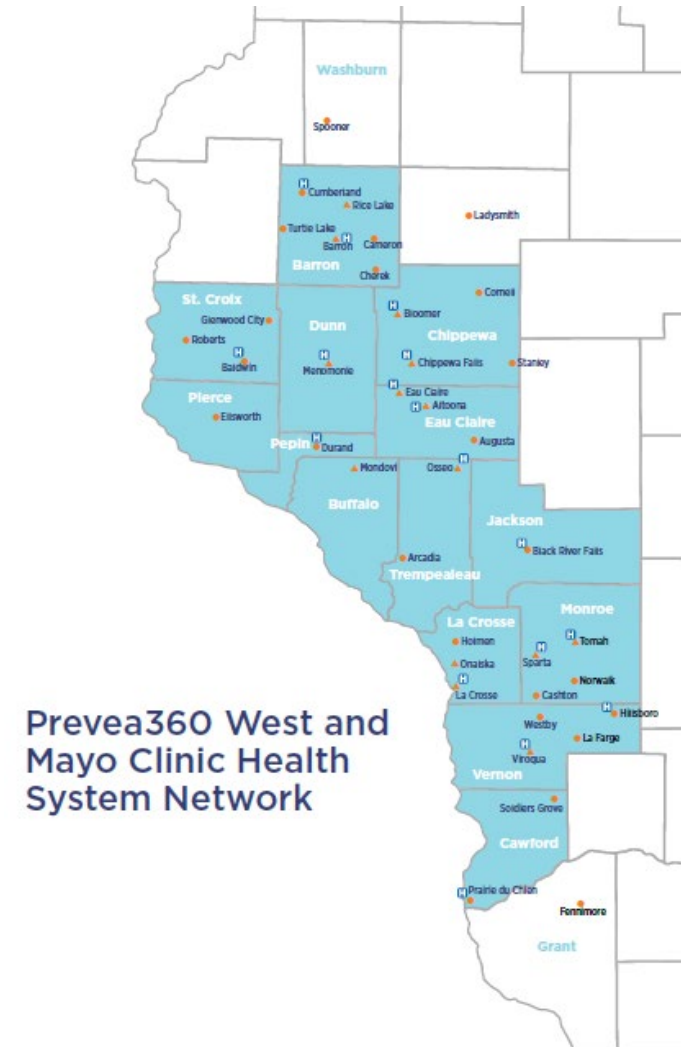 Washburn
Spooner
H
Cumberland
Rice Lake
Ladysmith
Turtle Lake
H
Barron
Cameron
Barron
Chetek
St. Croix
Glenwood City
Roberts
H
Baldwin
Dunn
H
Menomonie
Cornell
H
Bloomer
Chippewa
H
Chippewa Falls
Stanley
Pierce
Ellsworth
H
Eau Claire
H
Altoona
Eau Claire
Augusta
Pepin
H
Durand
Mondovi
H
Osseo
Buffalo
Jackson
H
Black River Falls
Arcadia
Trempealeau
La Crosse
Monroe
Holmen
H
Tomah
H
Sparta
Onalaska
H
La Crosse
Norwalk
Cashton
H
Hillsboro
Westby
La Farge
H
Viroqua
Vernon
Prevea360 West and
Mayo Clinic Health
System Network
Soldiers Grove
Cawford
H
Prairie du Chien
Fennimore
Grant